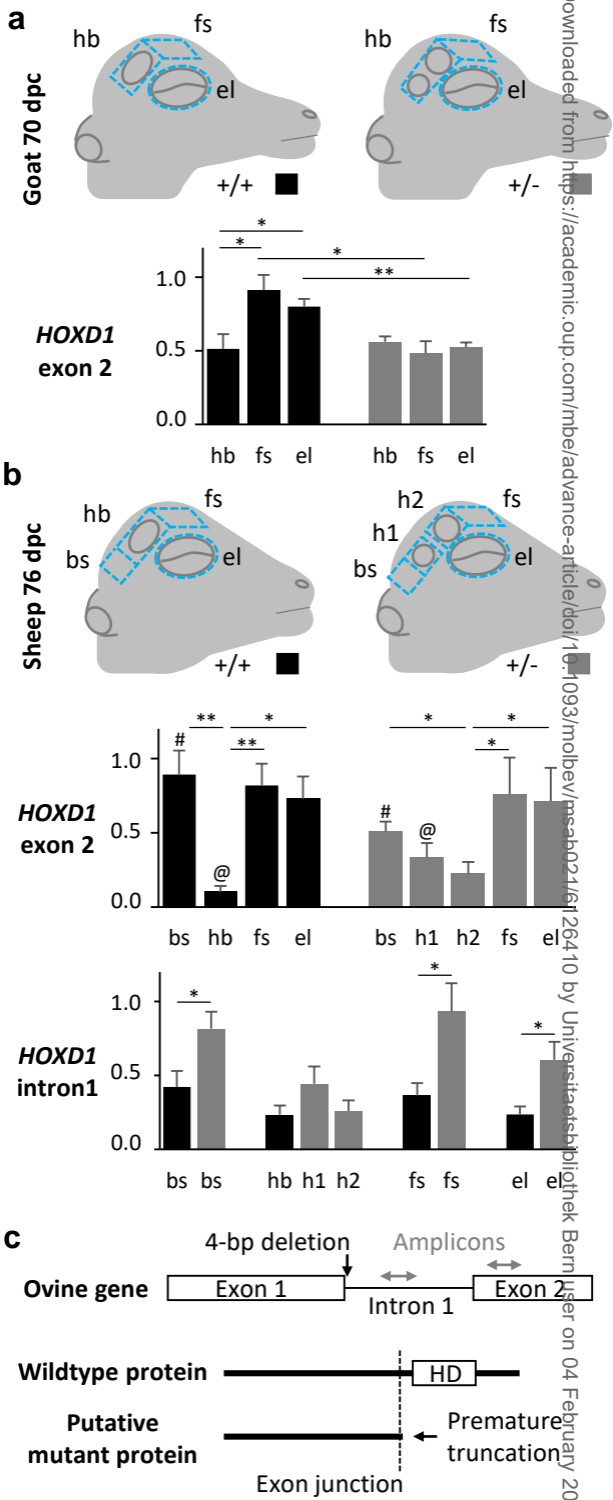 a
hb
fs
el
+/+
hb
fs
el
+/-
Goat 70 dpc
*
*
*
**
HOXD1
exon 2
1.0
0.5
0.0
hb fs el
hb fs el
b
hb
fs
bs
el
+/+
h2
fs
h1
bs
el
+/-
Sheep 76 dpc
** *
#
**
@
* *
*
#
@
HOXD1
exon 2
1.0
0.5
0.0
bs hb fs el
bs h1 h2 fs el
HOXD1
intron1
1.0
0.5
0.0
*
*
*
bs bs
hb h1 h2
fs fs
el el
c
4-bp deletion
Amplicons
Ovine gene
Exon 1
Intron 1
Exon 2
Wildtype protein
HD
Putative
mutant protein
Premature
truncation
Exon junction
Downloaded from https://academic.oup.com/mbe/advance-article/doi/10.1093/molbev/msab021/6126410 by Universitaetsbibliothek Bern user on 04 February 20